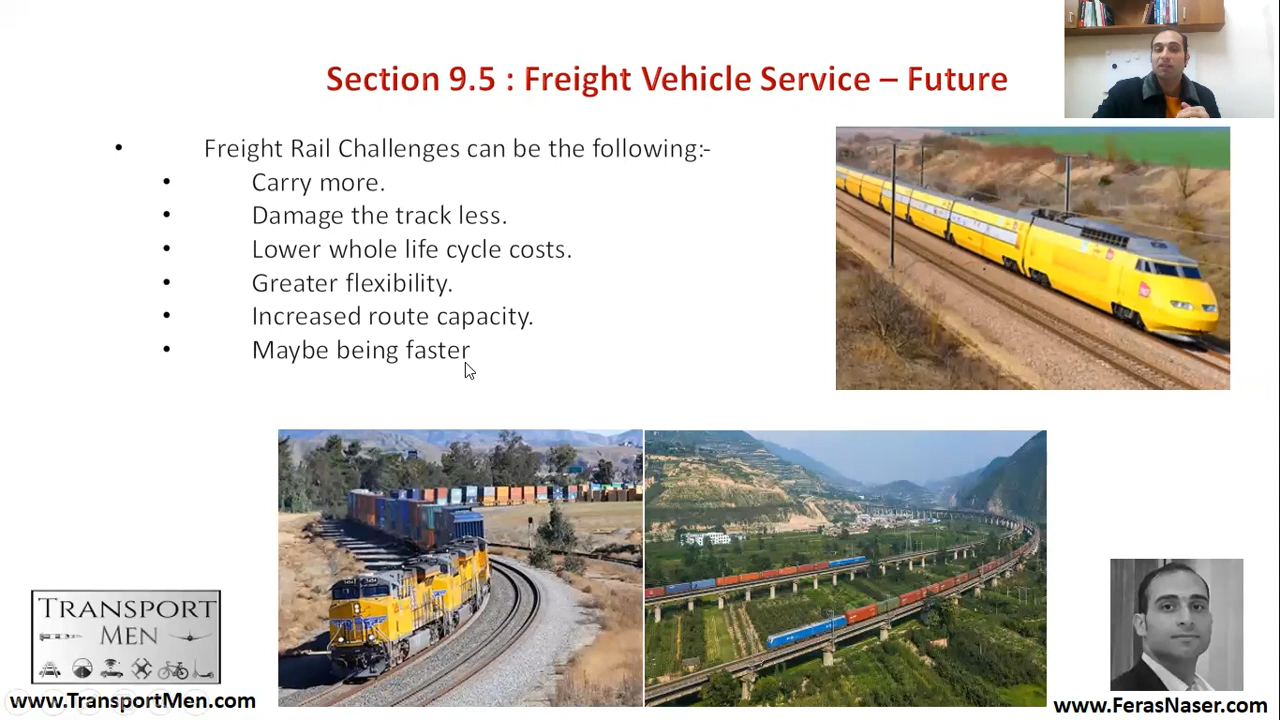 Section 9.5 : Freight Vehicle Service – Future
• Freight Rail Challenges can be the following:-
• Carry more.
• Damage the track less.
• Lower whole life cycle costs.
• Greater flexibility.
• Increased route capacity.
• Maybe being faster
TRANSPORT
MEN
www.TransportMen.com
www.FerasNaser.com